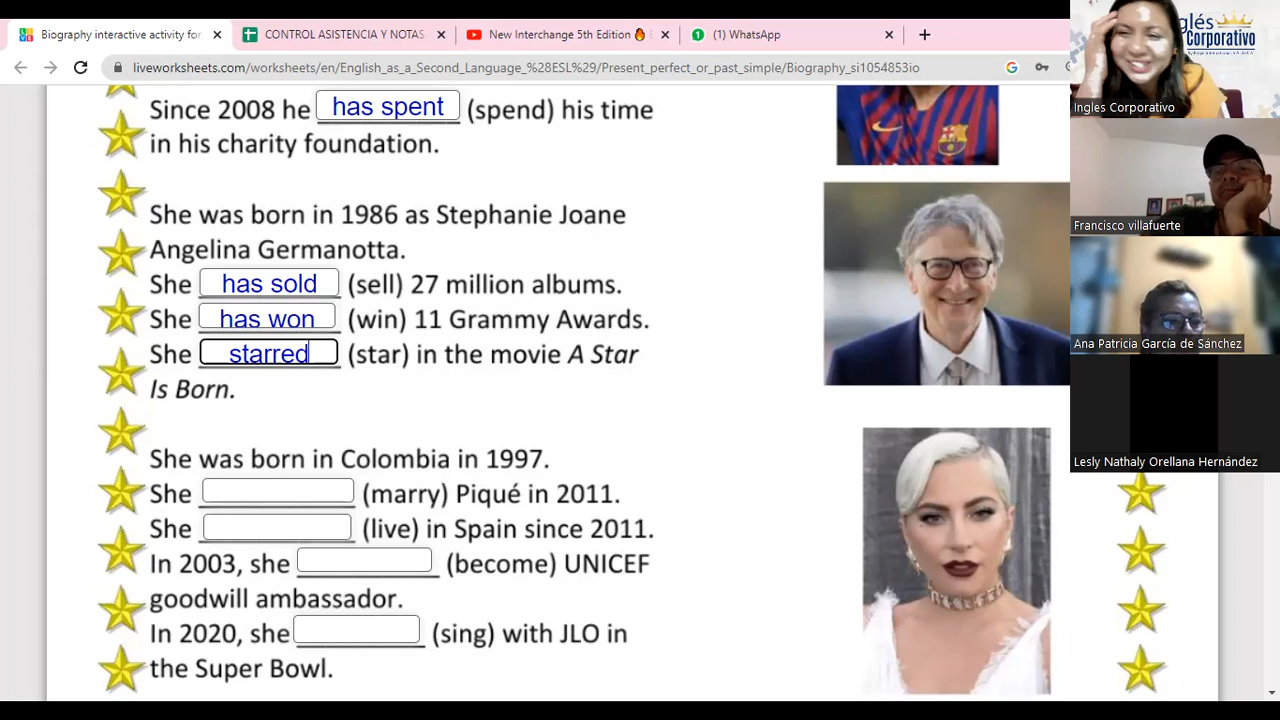 Biography interactive activity for
CONTROL ASISTENCIA Y NOTAS
New Interchange 5th Edition
(1) WhatsApp
liveworksheets.com/worksheets/en/English_as_a_Second_Language_%28ESL%29/Present_perfect_or_past_simple/Biography_si1054853io
Since 2008 he has spent (spend) his time
in his charity foundation.
She was born in 1986 as Stephanie Joane
Angelina Germanotta.
She has sold (sell) 27 million albums.
She has won (win) 11 Grammy Awards.
She starred (star) in the movie A Star
Is Born.
She was born in Colombia in 1997.
She (marry) Piqué in 2011.
She (live) in Spain since 2011.
In 2003, she (become) UNICEF
goodwill ambassador.
In 2020, she (sing) with JLO in
the Super Bowl.
Corporativo
Ingles Corporativo
Francisco villafuerte
Ana Patricia García de Sánchez
Lesly Nathaly Orellana Hernández